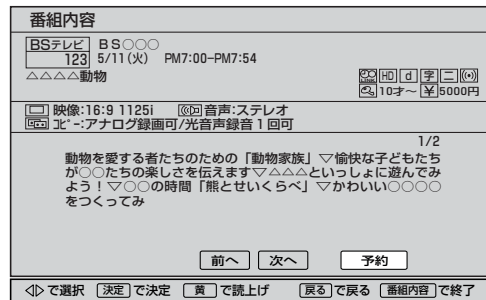 番組内容
BSテレビ BS○○○
123 5/11(火) PM7:00-PM7:54
△△△△動物
HD d 字 二
10才~ ¥5000円
映像:16:9 1125i 音声:ステレオ
コピー:アナログ録画可/光音声録音1回可
1/2
動物を愛する者たちのための「動物家族」▽愉快な子どもたち
が○○たちの楽しさを伝えます▽△△△といっしょに遊んでみ
よう!▽○○の時間「熊とせいくらべ」▽かわいい○○○○
をつくってみ
前へ 次へ 予約
で選択 決定で決定 黄で読上げ 戻るで戻る 番組内容で終了